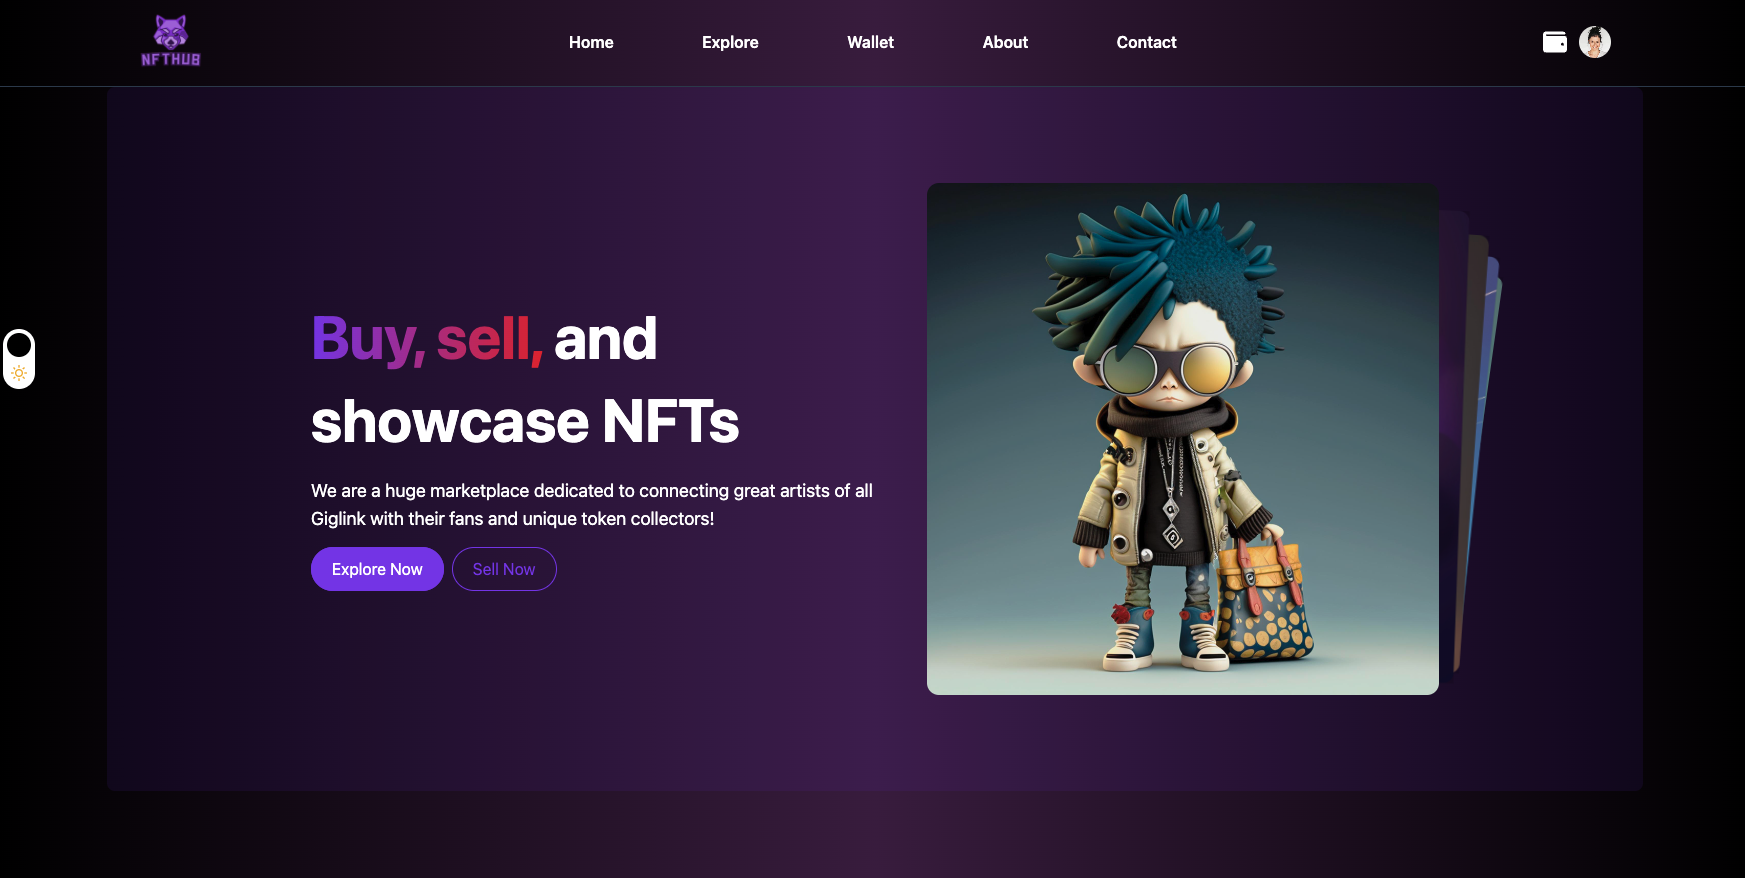 NFTHUB
Home Explore Wallet About Contact
Buy, sell, and
showcase NFTs
We are a huge marketplace dedicated to connecting great artists of all
Giglink with their fans and unique token collectors!
Explore Now Sell Now